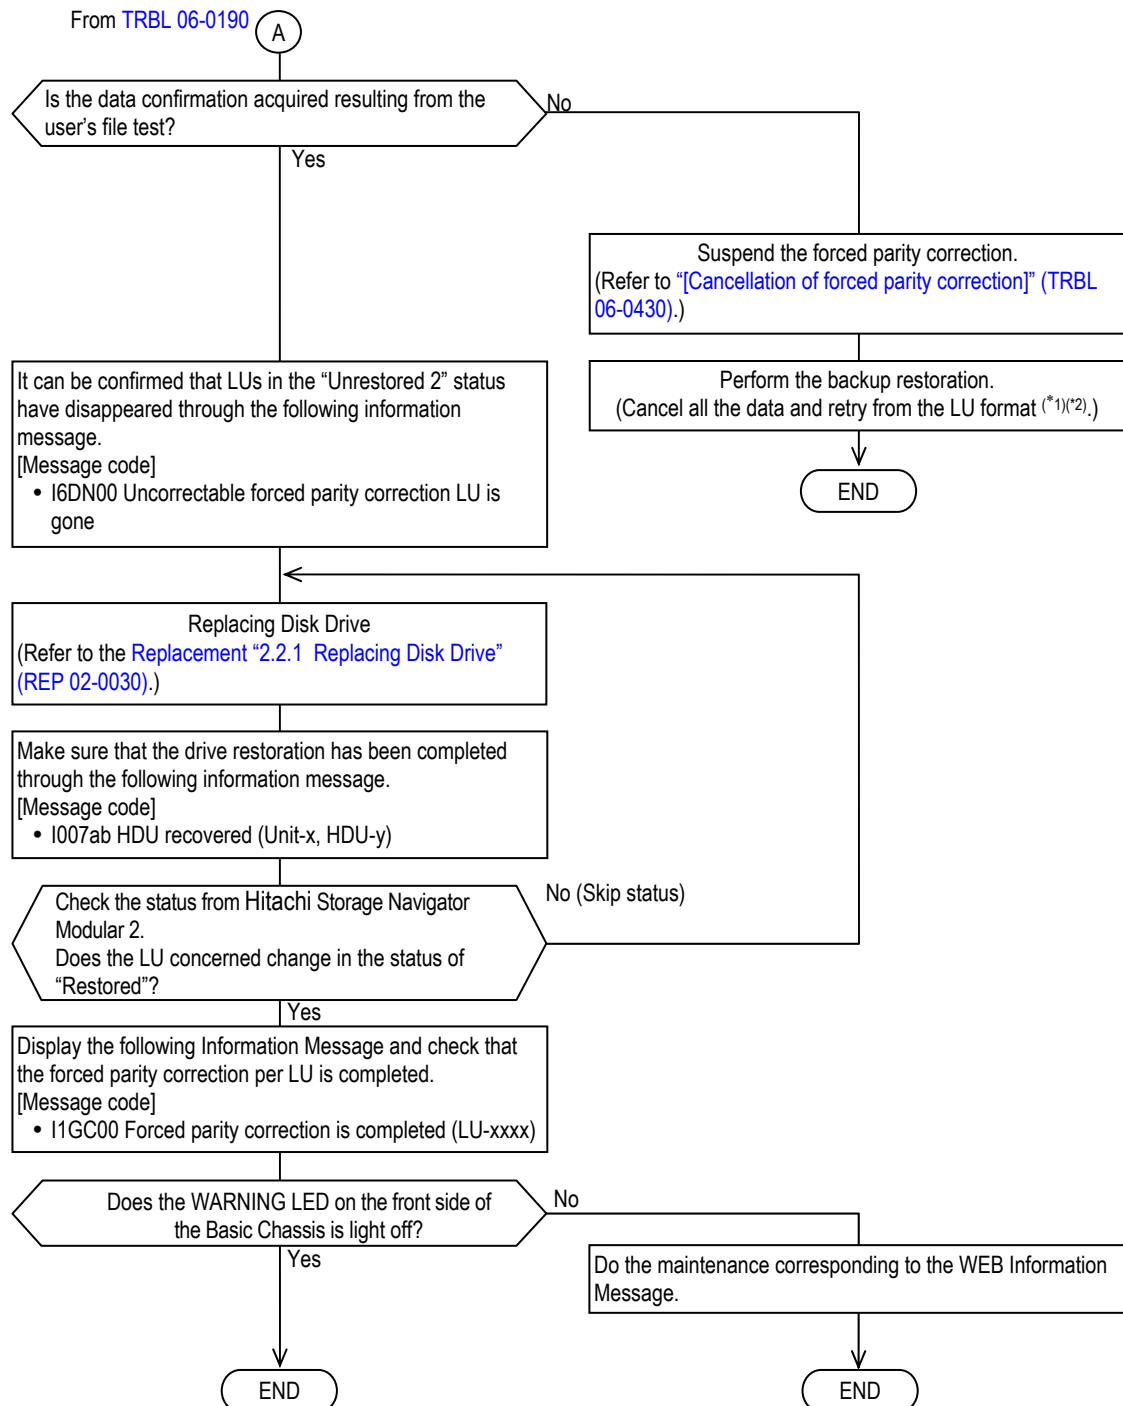 From TRBL 06-0190
A
Is the data confirmation acquired resulting from the
user's file test?
No
Yes
Suspend the forced parity correction.
(Refer to "[Cancellation of forced parity correction]" (TRBL
06-0430).)
Perform the backup restoration.
(Cancel all the data and retry from the LU format (*1)(*2).)
END
It can be confirmed that LUs in the "Unrestored 2" status
have disappeared through the following information
message.
[Message code]
• I6DN00 Uncorrectable forced parity correction LU is
gone
Replacing Disk Drive
(Refer to the Replacement "2.2.1 Replacing Disk Drive"
(REP 02-0030).)
Make sure that the drive restoration has been completed
through the following information message.
[Message code]
• I007ab HDU recovered (Unit-x, HDU-y)
Check the status from Hitachi Storage Navigator
Modular 2.
Does the LU concerned change in the status of
"Restored"?
No (Skip status)
Yes
Display the following Information Message and check that
the forced parity correction per LU is completed.
[Message code]
• I1GC00 Forced parity correction is completed (LU-xxxx)
Does the WARNING LED on the front side of
the Basic Chassis is light off?
No
Yes
Do the maintenance corresponding to the WEB Information
Message.
END
END